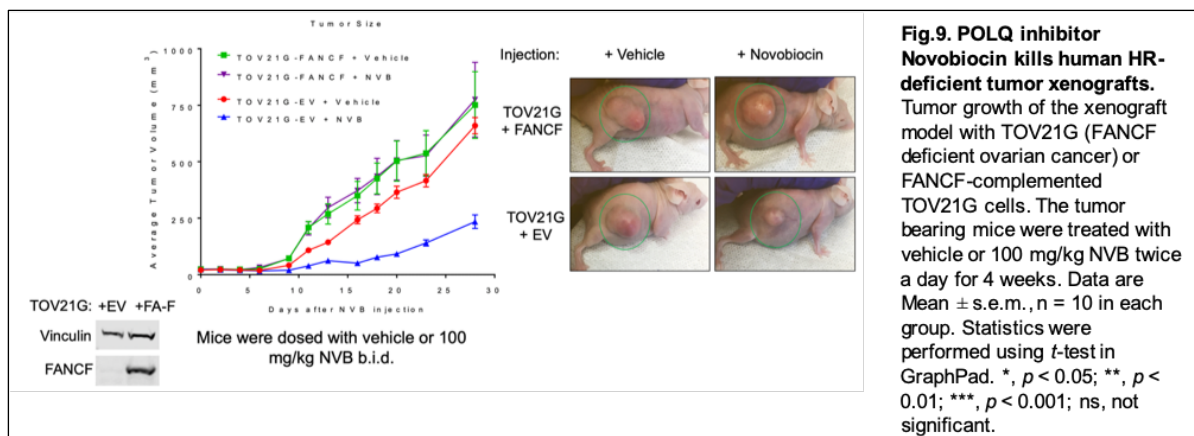 Tumor Size
Average Tumor Volume (mm³)
1000
750
500
250
0
TOV21G-FANCF + Vehicle
TOV21G-FANCF + NVB
TOV21G-EV + Vehicle
TOV21G-EV + NVB
0 5 10 15 20 25 30
Days after NVB injection
Mice were dosed with vehicle or 100
mg/kg NVB b.i.d.
TOV21G: +EV +FA-F
Vinculin
FANCF
Injection: + Vehicle + Novobiocin
TOV21G
+ FANCF
TOV21G
+ EV
Fig.9. POLQ inhibitor
Novobiocin kills human HR-
deficient tumor xenografts.
Tumor growth of the xenograft
model with TOV21G (FANCF
deficient ovarian cancer) or
FANCF-complemented
TOV21G cells. The tumor
bearing mice were treated with
vehicle or 100 mg/kg NVB twice
a day for 4 weeks. Data are
Mean ± s.e.m., n = 10 in each
group. Statistics were
performed using t-test in
GraphPad. *, p < 0.05; **, p <
0.01; ***, p < 0.001; ns, not
significant.